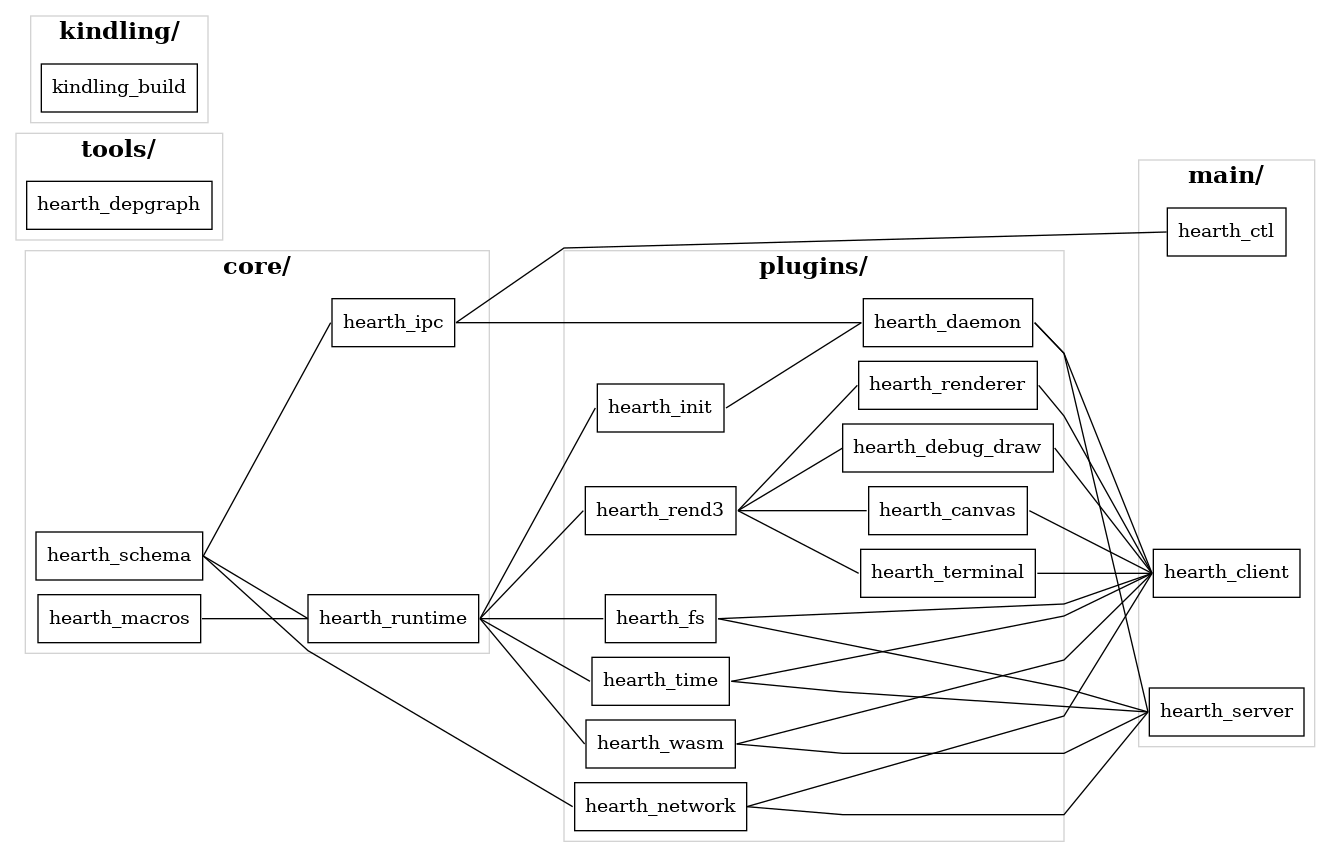 kindling/
kindling_build
tools/
hearth_depgraph
core/
hearth_ipc
hearth_schema
hearth_macros
hearth_runtime
plugins/
hearth_init
hearth_rend3
hearth_fs
hearth_time
hearth_wasm
hearth_network
hearth_daemon
hearth_renderer
hearth_debug_draw
hearth_canvas
hearth_terminal
main/
hearth_ctl
hearth_client
hearth_server